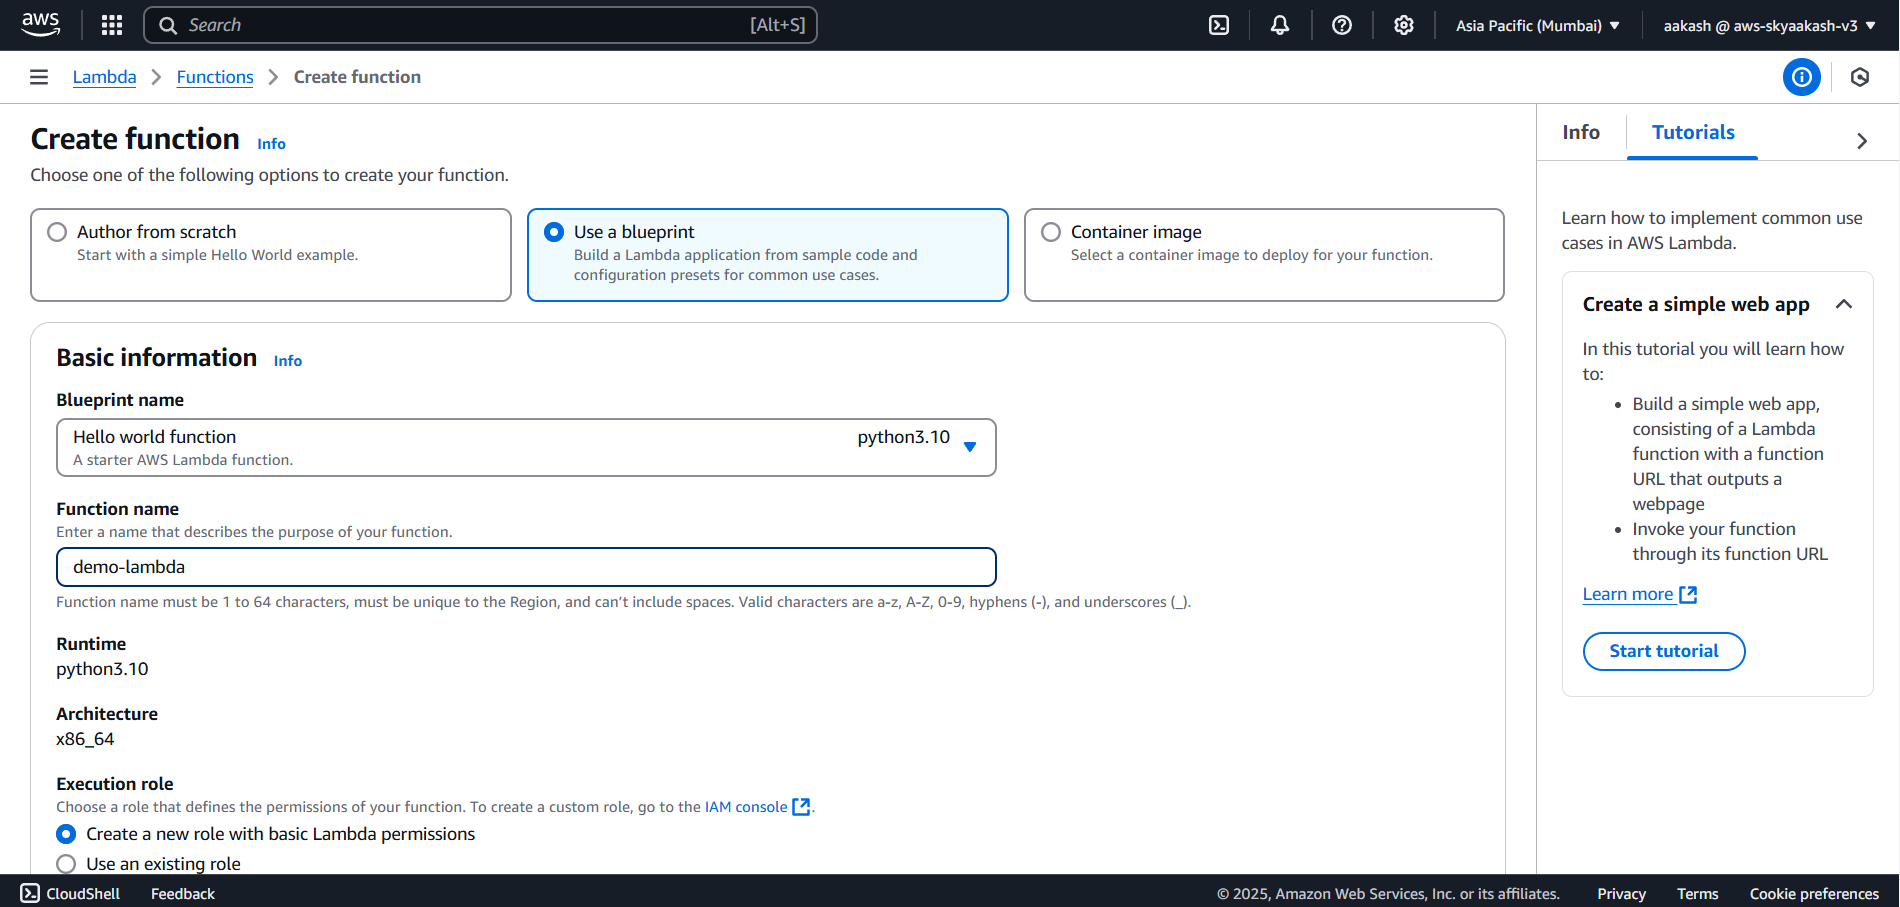 aws
Search [Alt+S]
Asia Pacific (Mumbai)
aakash @ aws-skyaakash-v3
Lambda
Functions
Create function
Create function Info
Choose one of the following options to create your function.
Author from scratch
Start with a simple Hello World example.
Use a blueprint
Build a Lambda application from sample code and
configuration presets for common use cases.
Container image
Select a container image to deploy for your function.
Basic information Info
Blueprint name
Hello world function python3.10
A starter AWS Lambda function.
Function name
Enter a name that describes the purpose of your function.
demo-lambda
Function name must be 1 to 64 characters, must be unique to the Region, and can’t include spaces. Valid characters are a-z, A-Z, 0-9, hyphens (-), and underscores (_).
Runtime
python3.10
Architecture
x86_64
Execution role
Choose a role that defines the permissions of your function. To create a custom role, go to the IAM console.
Create a new role with basic Lambda permissions
Use an existing role
Info
Tutorials
Learn how to implement common use
cases in AWS Lambda.
Create a simple web app
In this tutorial you will learn how
to:
• Build a simple web app,
consisting of a Lambda
function with a function
URL that outputs a
webpage
• Invoke your function
through its function URL
Learn more
Start tutorial
CloudShell
Feedback
© 2025, Amazon Web Services, Inc. or its affiliates.
Privacy
Terms
Cookie preferences